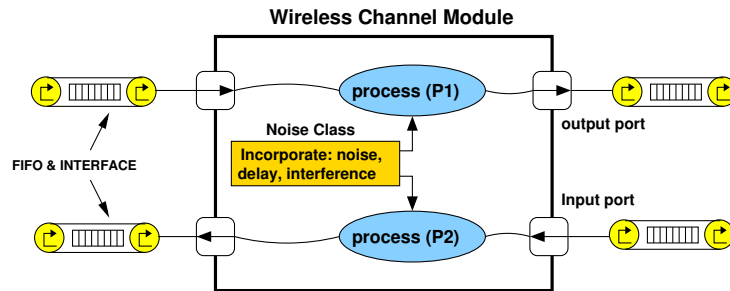 Wireless Channel Module
process (P1)
Noise Class
output port
Incorporate: noise,
delay, interference
FIFO & INTERFACE
Input port
process (P2)